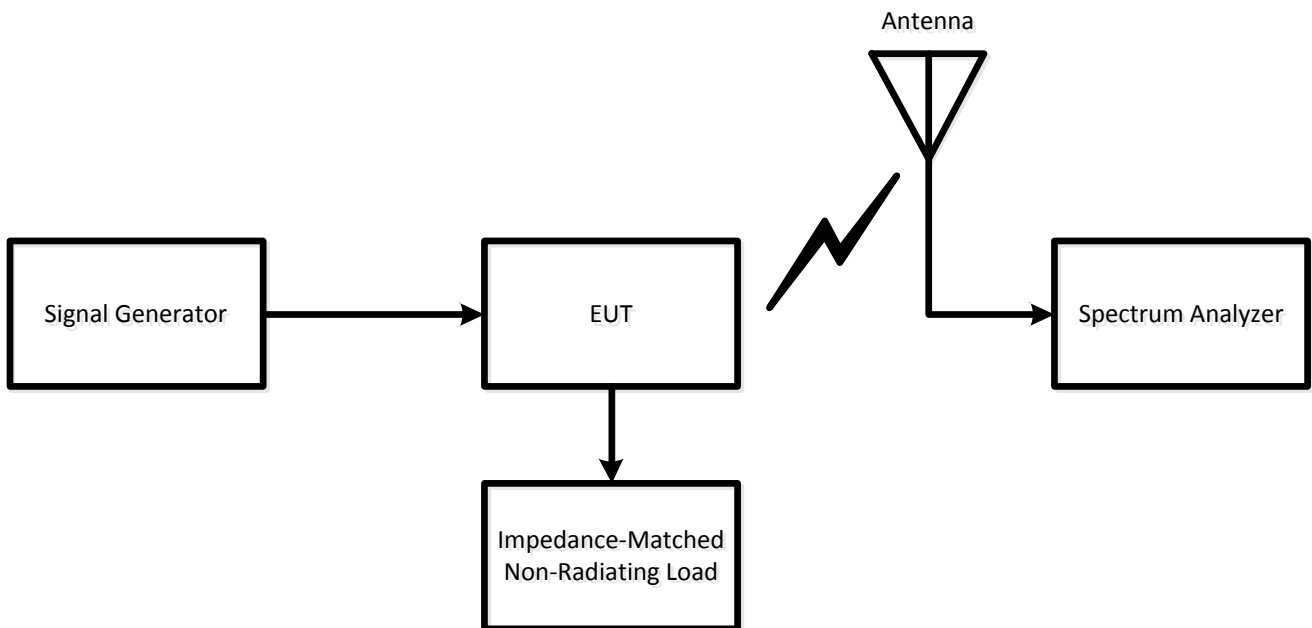 Antenna
Signal Generator
EUT
Spectrum Analyzer
Impedance-Matched
Non-Radiating Load